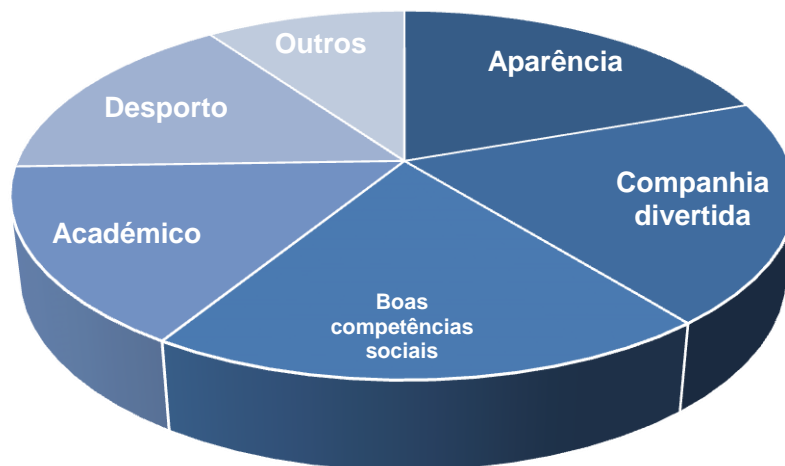 Outros
Aparência
Desporto
Companhia
divertida
Académico
Boas
competências
sociais